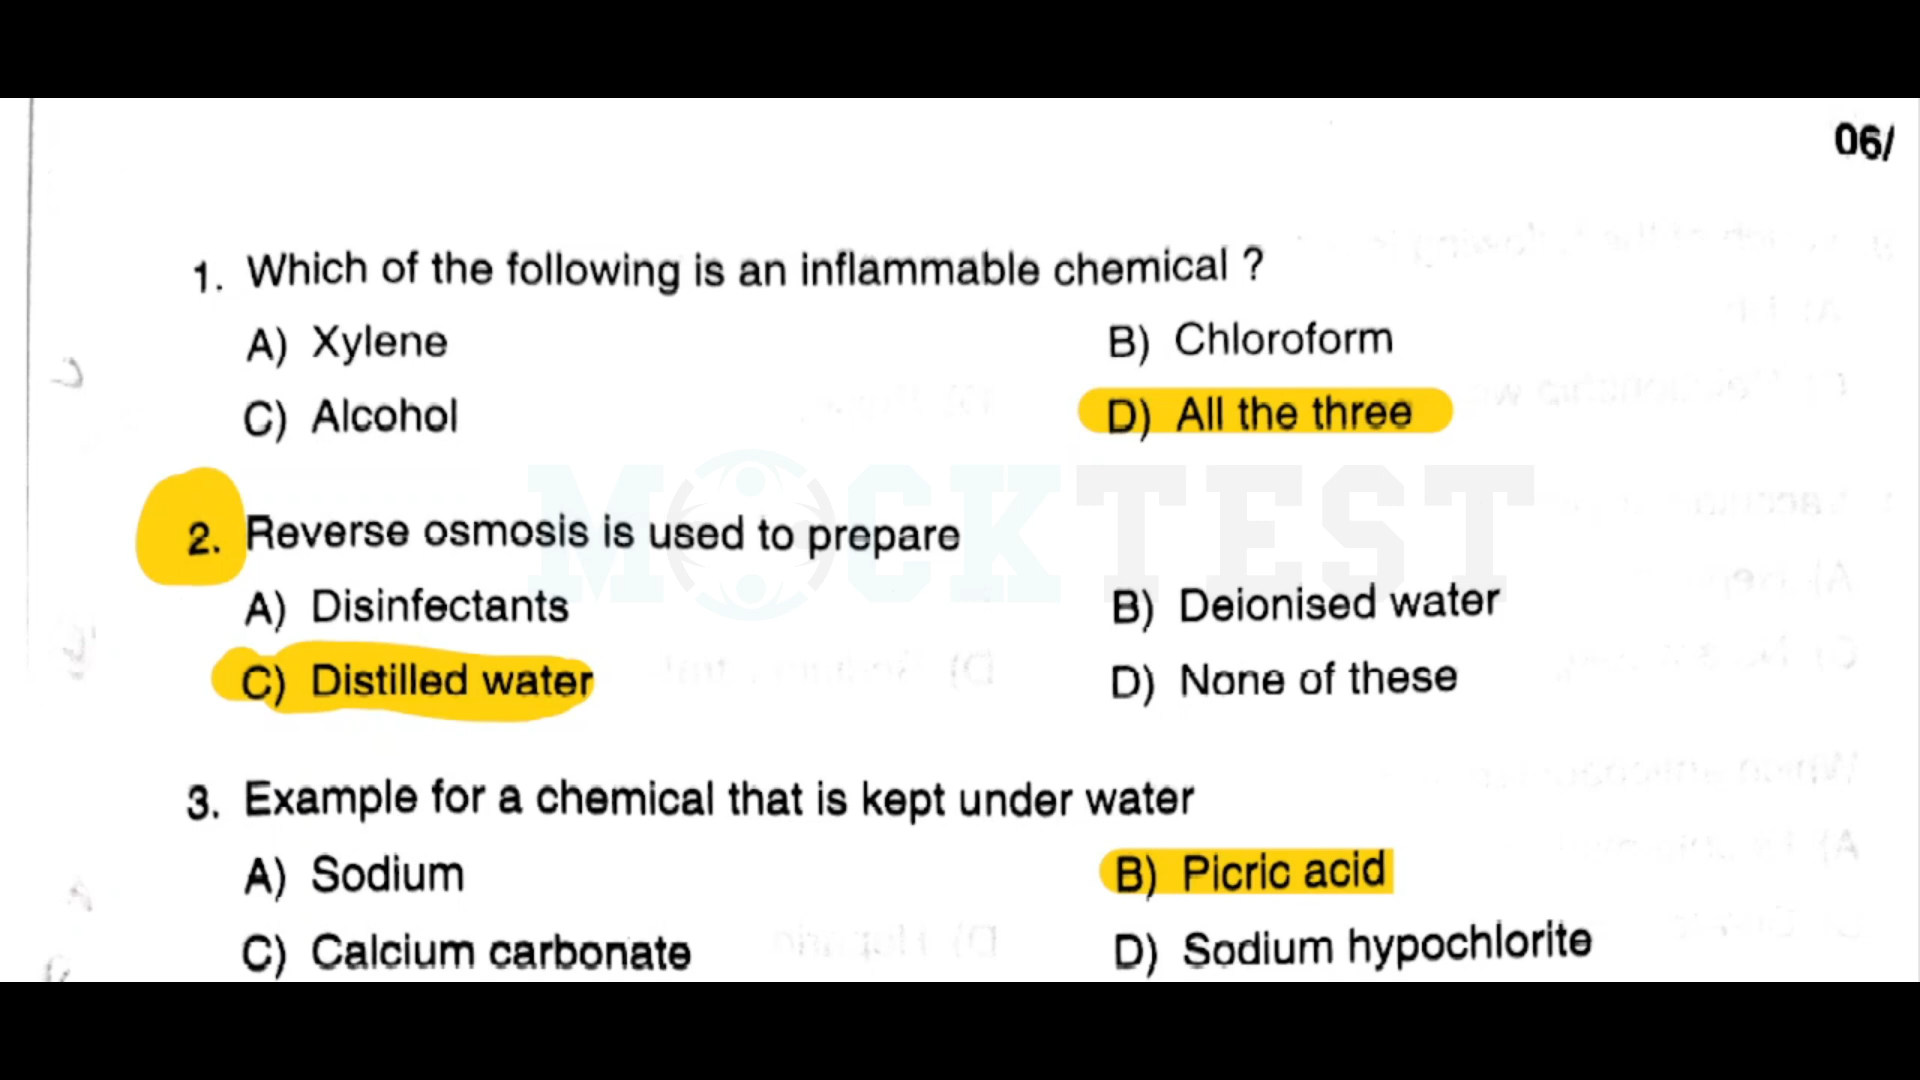 06/
1. Which of the following is an inflammable chemical ?
A) Xylene
B) Chloroform
C) Alcohol
D) All the three
MOCKTEST
2. Reverse osmosis is used to prepare
A) Disinfectants
B) Deionised water
C) Distilled water
D) None of these
3. Example for a chemical that is kept under water
A) Sodium
B) Picric acid
C) Calcium carbonate
D) Sodium hypochlorite